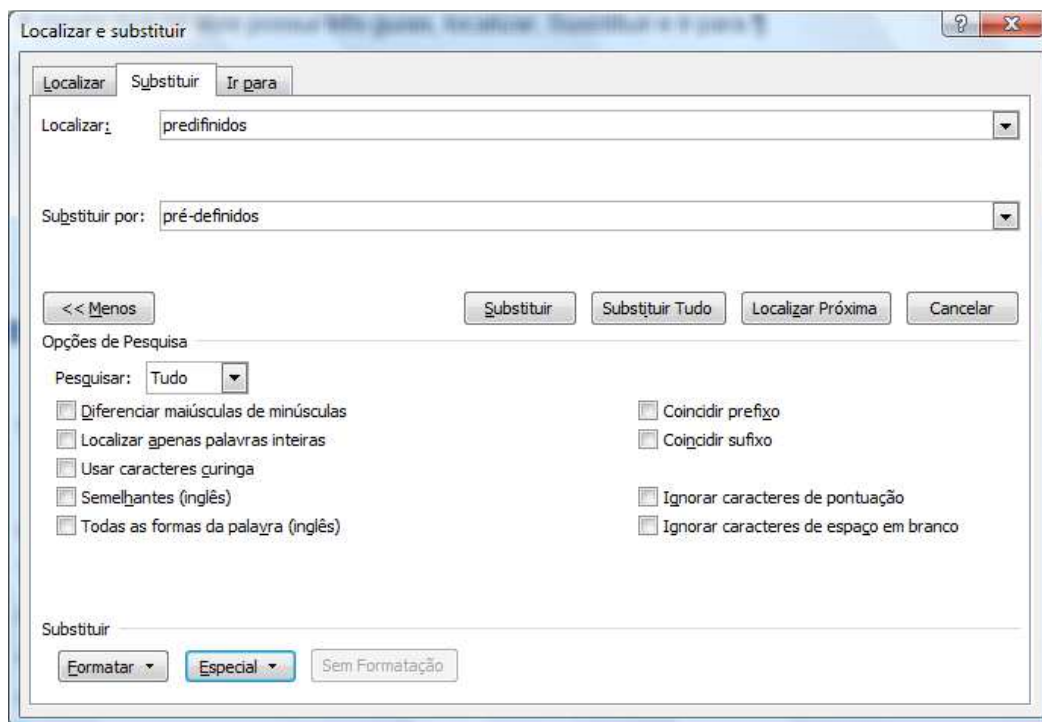 Localizar e substituir
Localizar Substituir Ir para
Localizar: predifinidos
Substituir por: pré-definidos
<< Menos Substituir Substituir Tudo Localizar Próxima Cancelar
Opções de Pesquisa
Pesquisar: Tudo
Diferenciar maiúsculas de minúsculas Coincidir prefixo
Localizar apenas palavras inteiras Coincidir sufixo
Usar caracteres curinga
Semelhantes (inglês) Ignorar caracteres de pontuação
Todas as formas da palavra (inglês) Ignorar caracteres de espaço em branco
Substituir
Formatar Especial Sem Formatação